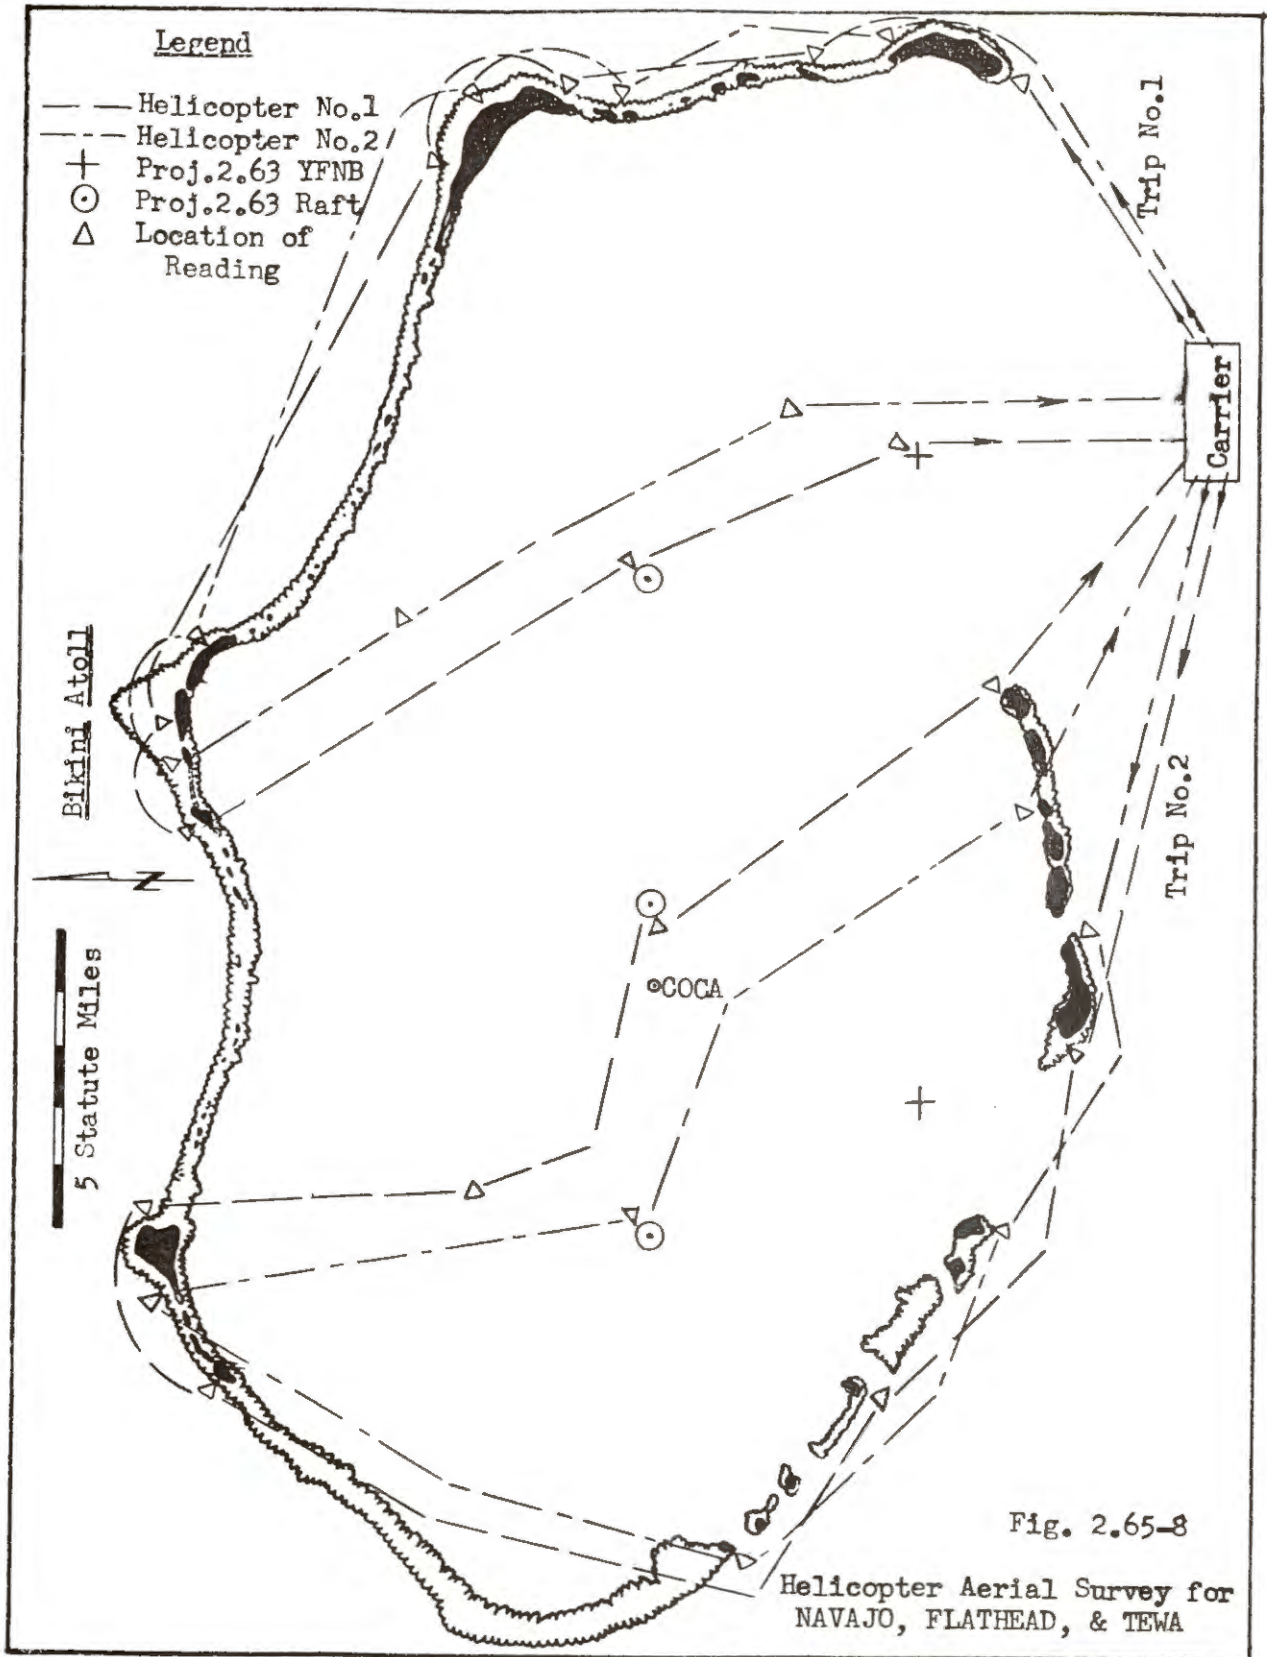 Legend
Helicopter No.1
Helicopter No.2
Proj.2.63 YFNB
Proj.2.63 Raft
Location of
Reading
Trip No.1
Carrier
Bikini Atoll
N
5 Statute Miles
COCA
Trip No.2
Fig. 2.65-8
Helicopter Aerial Survey for
NAVAJO, FLATHEAD, & TEWA